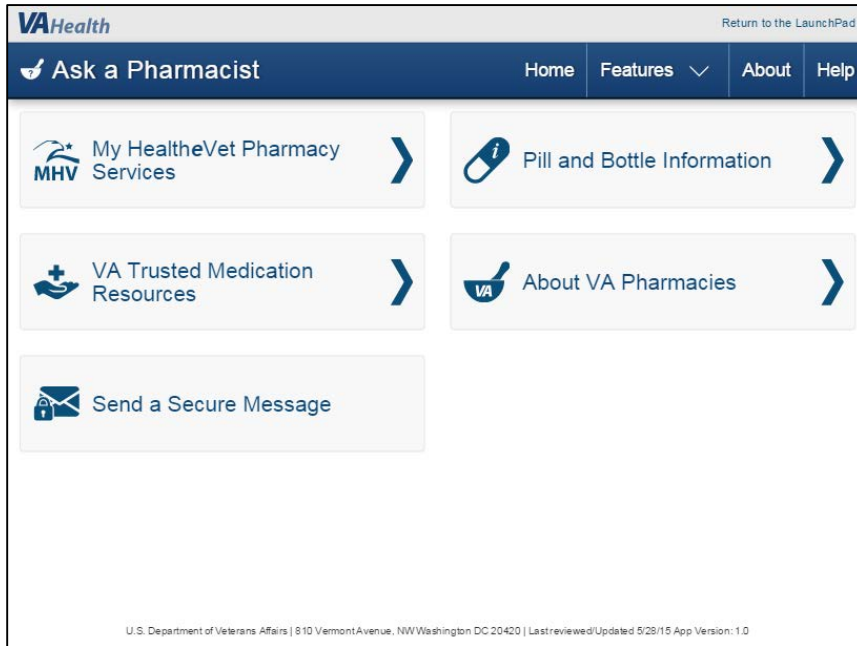 VA Health
Return to the LaunchPad
? Ask a Pharmacist
Home
Features
About
Help
MHV
My HealtheVet Pharmacy
Services
i
Pill and Bottle Information
VA Trusted Medication
Resources
VA
About VA Pharmacies
Send a Secure Message
U.S. Department of Veterans Affairs | 810 Vermont Avenue, NW Washington DC 20420 | Last reviewed/Updated 5/28/15 App Version: 1.0